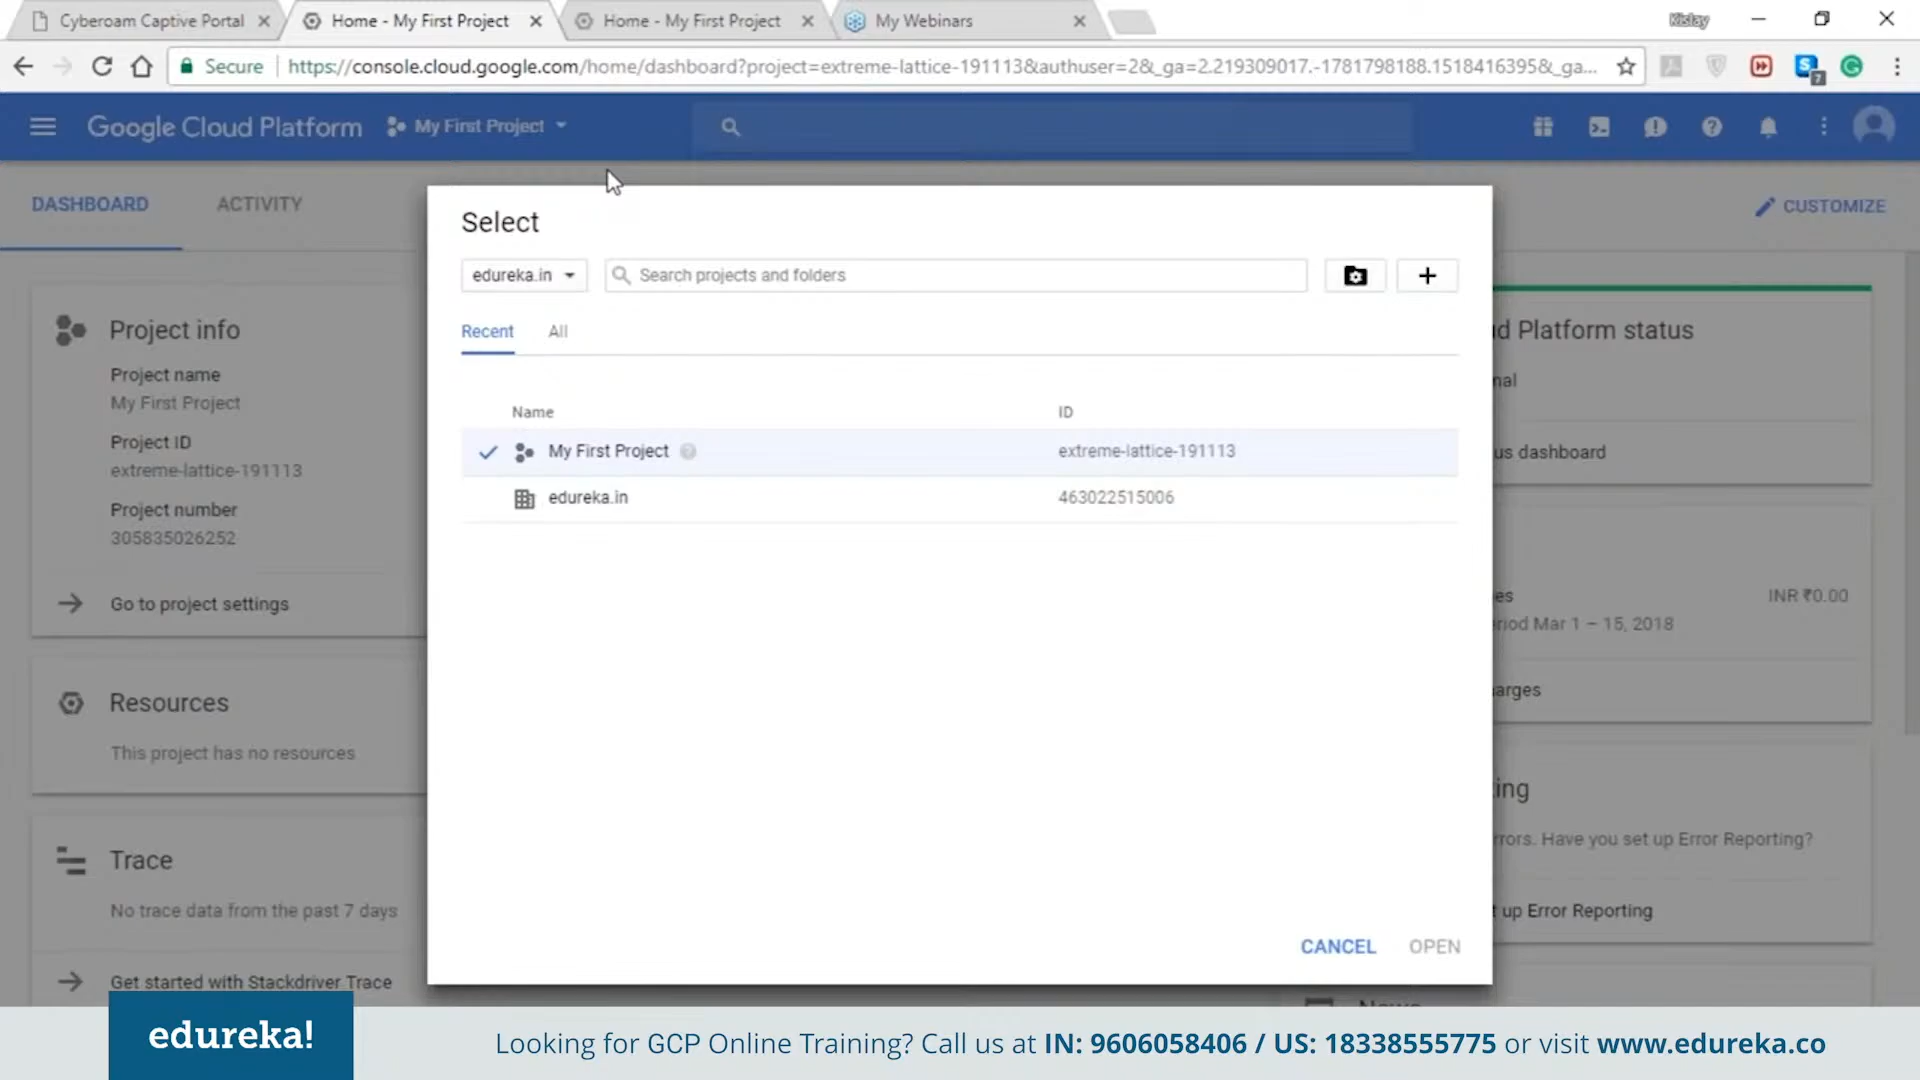 Cyberoam Captive Portal
Home - My First Project
Home - My First Project
My Webinars
Kislay
Secure
https://console.cloud.google.com/home/dashboard?project=extreme-lattice-191113&authuser=2&_ga=2.219309017.-1781798188.1518416395&_ga...
7
Google Cloud Platform
My First Project
DASHBOARD
ACTIVITY
CUSTOMIZE
Select
edureka.in
Search projects and folders
Recent
All
Name
ID
My First Project
extreme-lattice-191113
edureka.in
463022515006
CANCEL
OPEN
Project info
Project name
My First Project
Project ID
extreme-lattice-191113
Project number
305835026252
Go to project settings
Resources
This project has no resources
Trace
No trace data from the past 7 days
Get started with Stackdriver Trace
Platform status
us dashboard
INR ₹0.00
Mar 1 – 15, 2018
Have you set up Error Reporting?
up Error Reporting
edureka!
Looking for GCP Online Training? Call us at IN: 9606058406 / US: 18338555775 or visit www.edureka.co